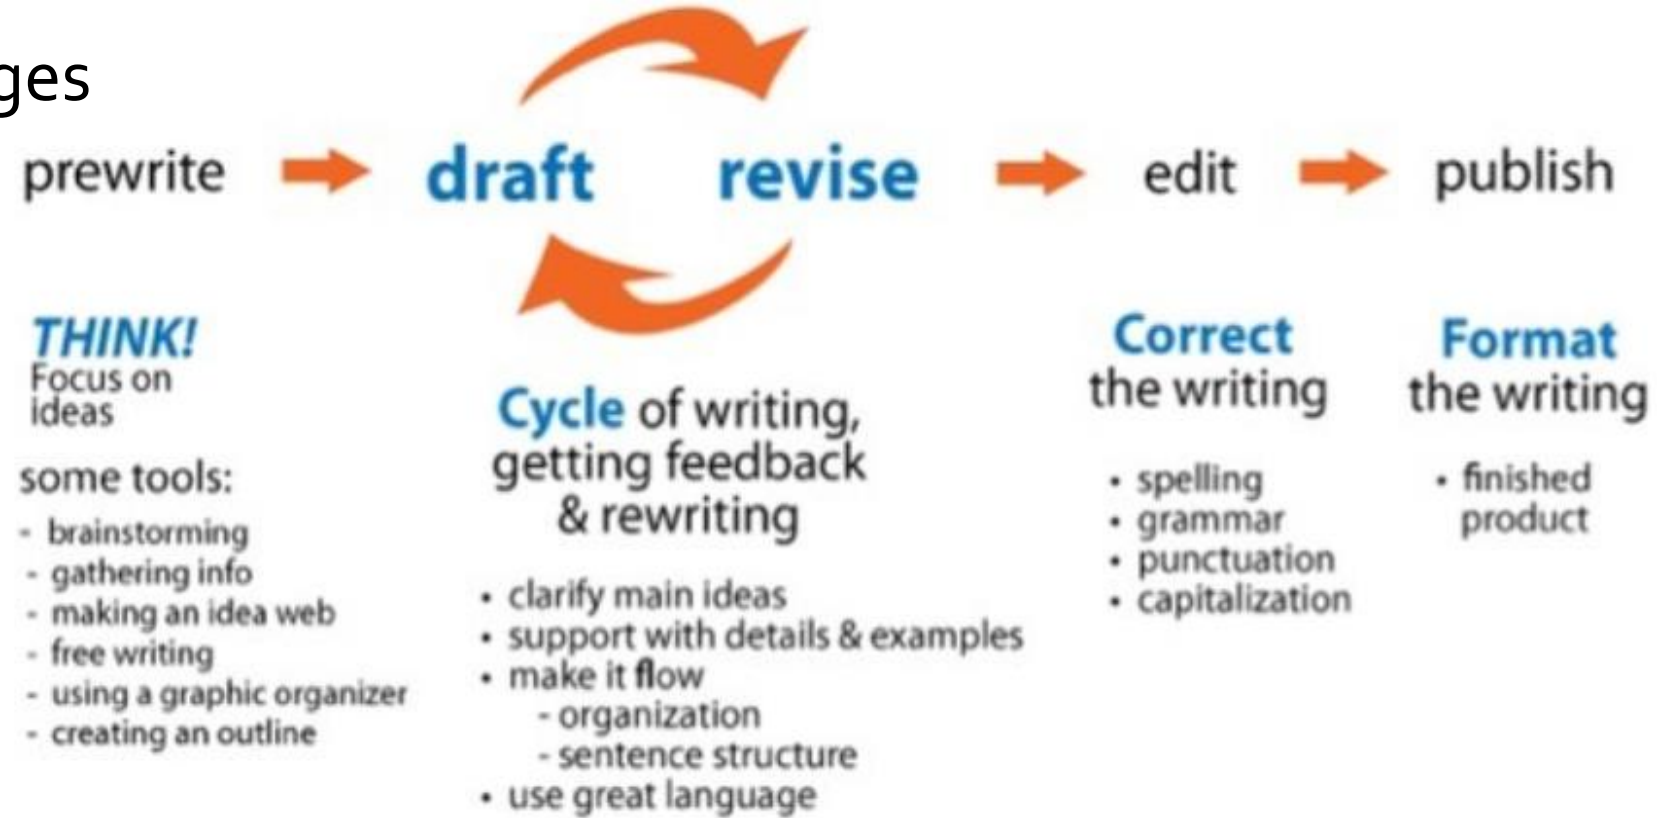 ges
prewrite
draft
revise
edit
publish
THINK!
Focus on
ideas
some tools:
- brainstorming
- gathering info
- making an idea web
- free writing
- using a graphic organizer
- creating an outline
Cycle of writing,
getting feedback
& rewriting
• clarify main ideas
• support with details & examples
• make it flow
- organization
- sentence structure
• use great language
Correct
the writing
• spelling
• grammar
• punctuation
• capitalization
Format
the writing
• finished
product